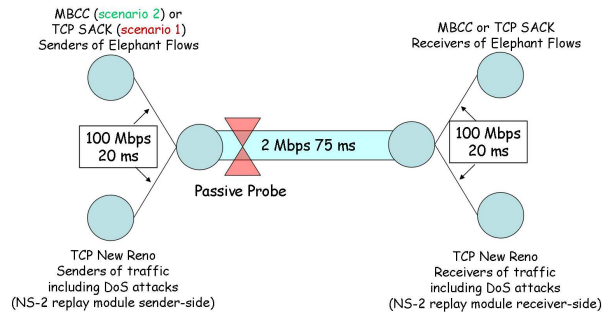 MBCC (scenario 2) or
TCP SACK (scenario 1)
Senders of Elephant Flows
MBCC or TCP SACK
Receivers of Elephant Flows
100 Mbps
20 ms
2 Mbps 75 ms
100 Mbps
20 ms
Passive Probe
TCP New Reno
Senders of traffic
including DoS attacks
(NS-2 replay module sender-side)
TCP New Reno
Receivers of traffic
including DoS attacks
(NS-2 replay module receiver-side)